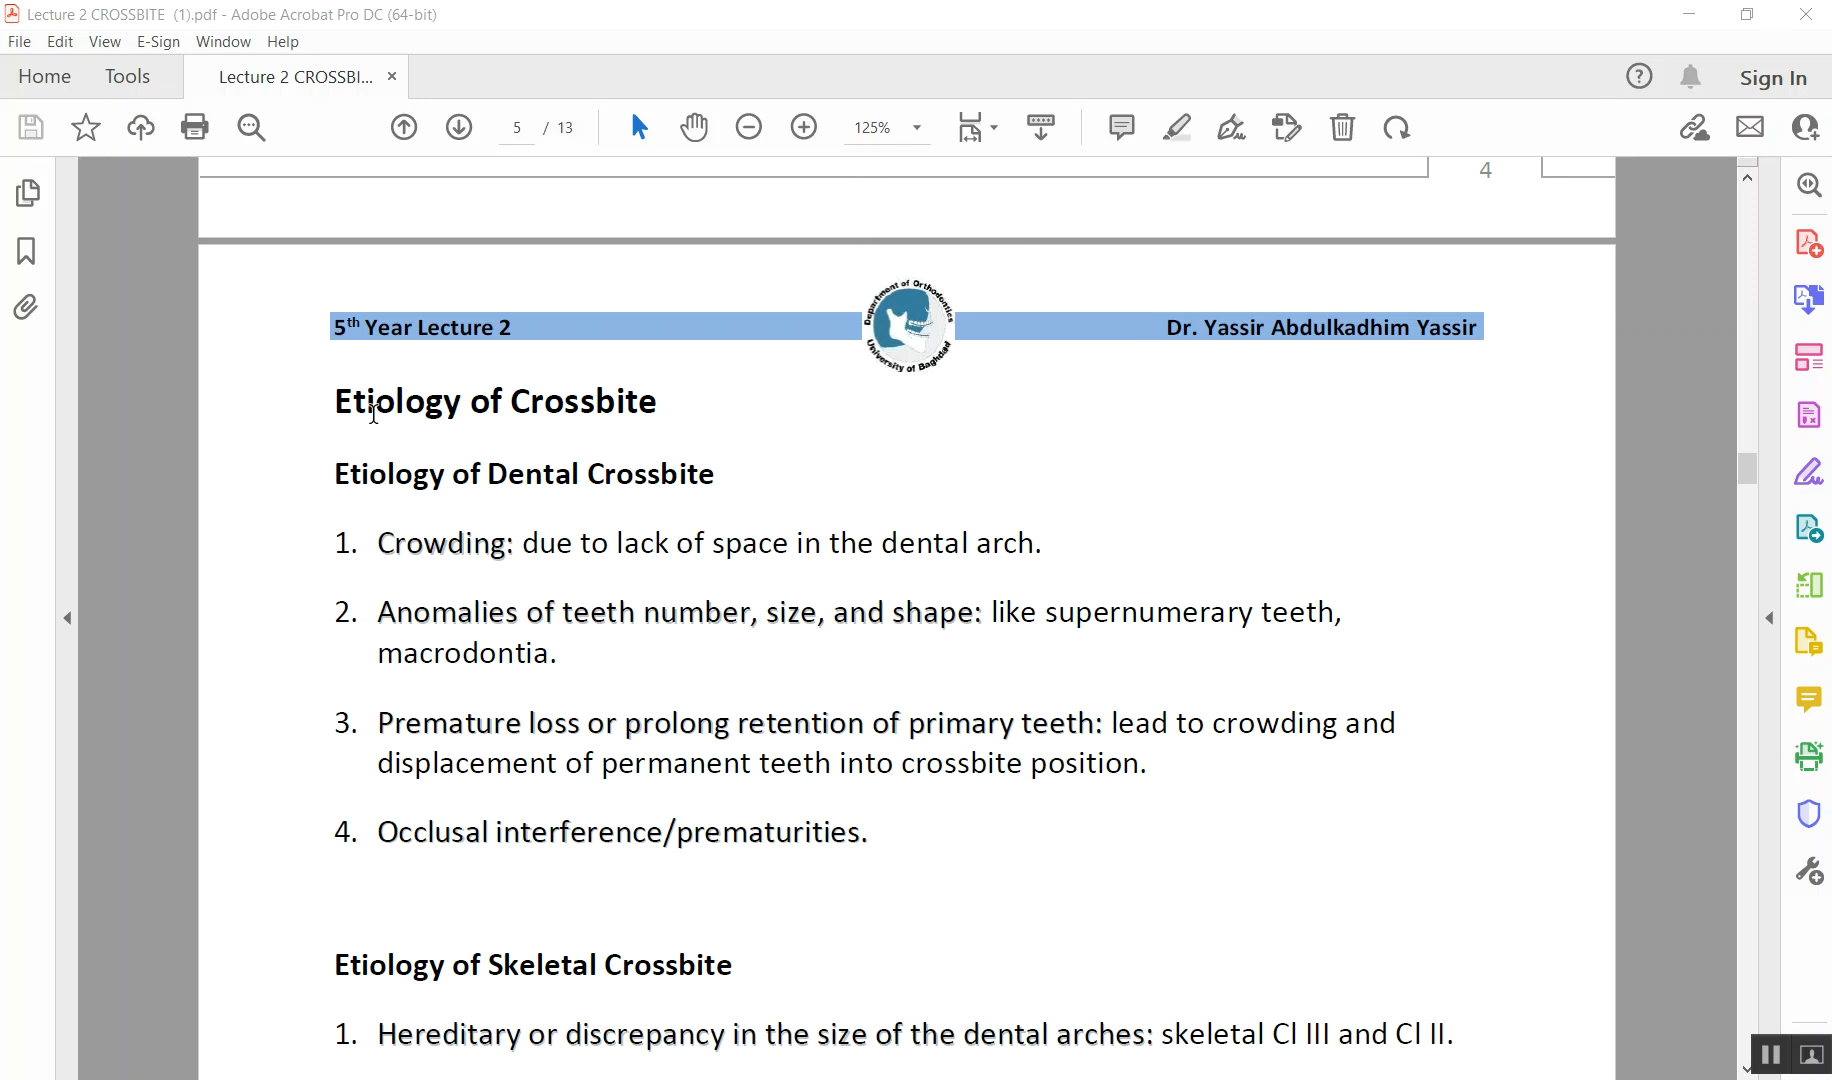 Lecture 2 CROSSBITE (1).pdf - Adobe Acrobat Pro DC (64-bit)
File Edit View E-Sign Window Help
Home Tools Lecture 2 CROSSBI... × Sign In
5 / 13 125%
4
5th Year Lecture 2
Department of Orthodontics
University of Baghdad
Dr. Yassir Abdulkadhim Yassir
Etiology of Crossbite
Etiology of Dental Crossbite
1. Crowding: due to lack of space in the dental arch.
2. Anomalies of teeth number, size, and shape: like supernumerary teeth,
macrodontia.
3. Premature loss or prolong retention of primary teeth: lead to crowding and
displacement of permanent teeth into crossbite position.
4. Occlusal interference/prematurities.
Etiology of Skeletal Crossbite
1. Hereditary or discrepancy in the size of the dental arches: skeletal Cl III and Cl II.